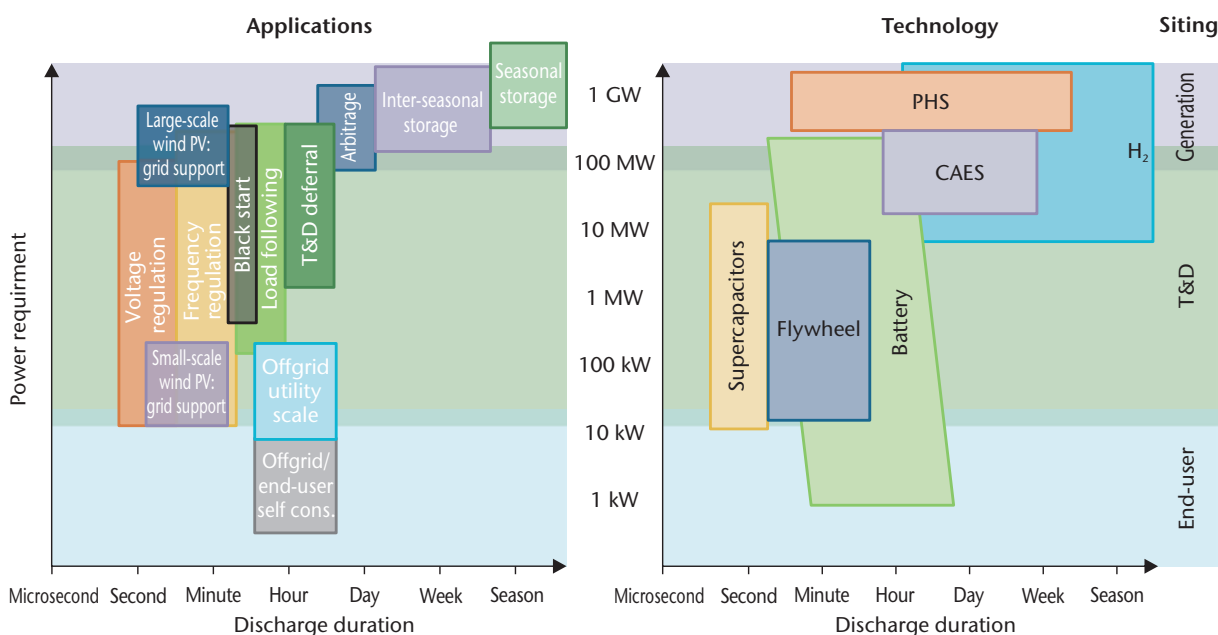 Applications
Technology
Siting
Power requirment
Large-scale
wind PV:
grid support
Voltage
regulation
Frequency
regulation
Small-scale
wind PV:
grid support
Black start
Load following
T&D deferral
Offgrid
utility
scale
Offgrid/
end-user
self cons.
Arbitrage
Inter-seasonal
storage
Seasonal
storage
1 GW
100 MW
10 MW
1 MW
100 kW
10 kW
1 kW
Supercapacitors
Flywheel
Battery
PHS
CAES
H₂
Generation
T&D
End-user
Microsecond Second Minute Hour Day Week Season
Discharge duration
Microsecond Second Minute Hour Day Week Season
Discharge duration